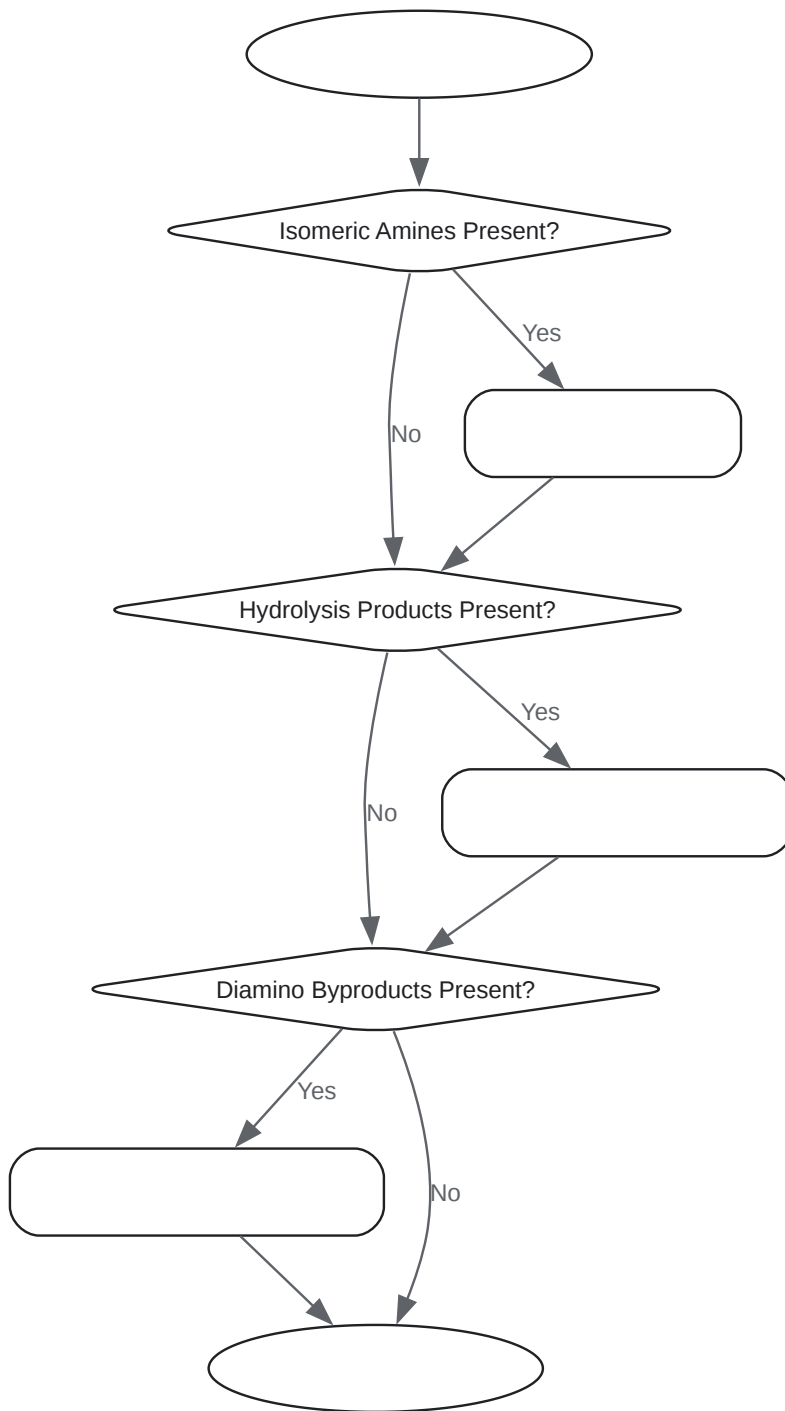 Isomeric Amines Present?
Yes
No
Hydrolysis Products Present?
Yes
No
Diamino Byproducts Present?
Yes
No